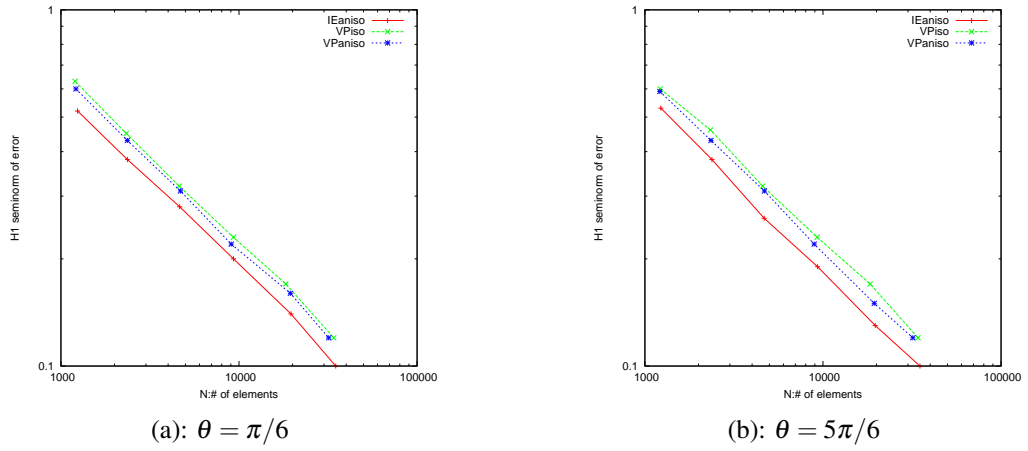 1
0.1
1000
10000
100000
H1 seminorm of error
N:# of elements
IEaniso
VPiso
VPaniso
(a): θ = π/6
1
0.1
1000
10000
100000
H1 seminorm of error
N:# of elements
IEaniso
VPiso
VPaniso
(b): θ = 5π/6